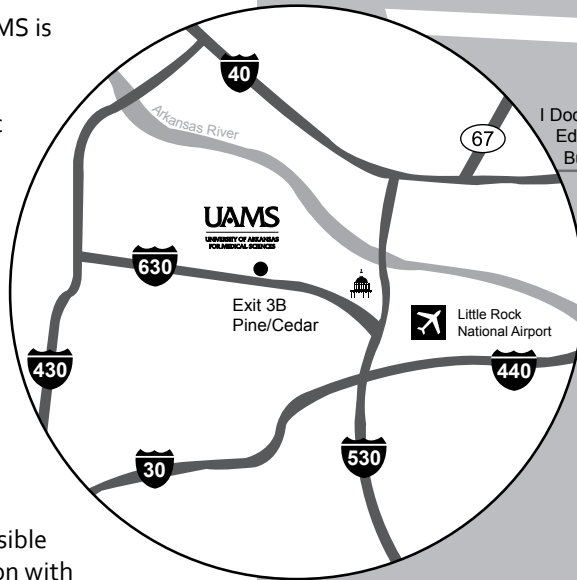 MS is
40
Arkansas River
67
UAMS
UNIVERSITY OF ARKANSAS
FOR MEDICAL SCIENCES
630
Exit 3B
Pine/Cedar
Little Rock
National Airport
430
440
30
530
sible
on with
I Doc
Ed